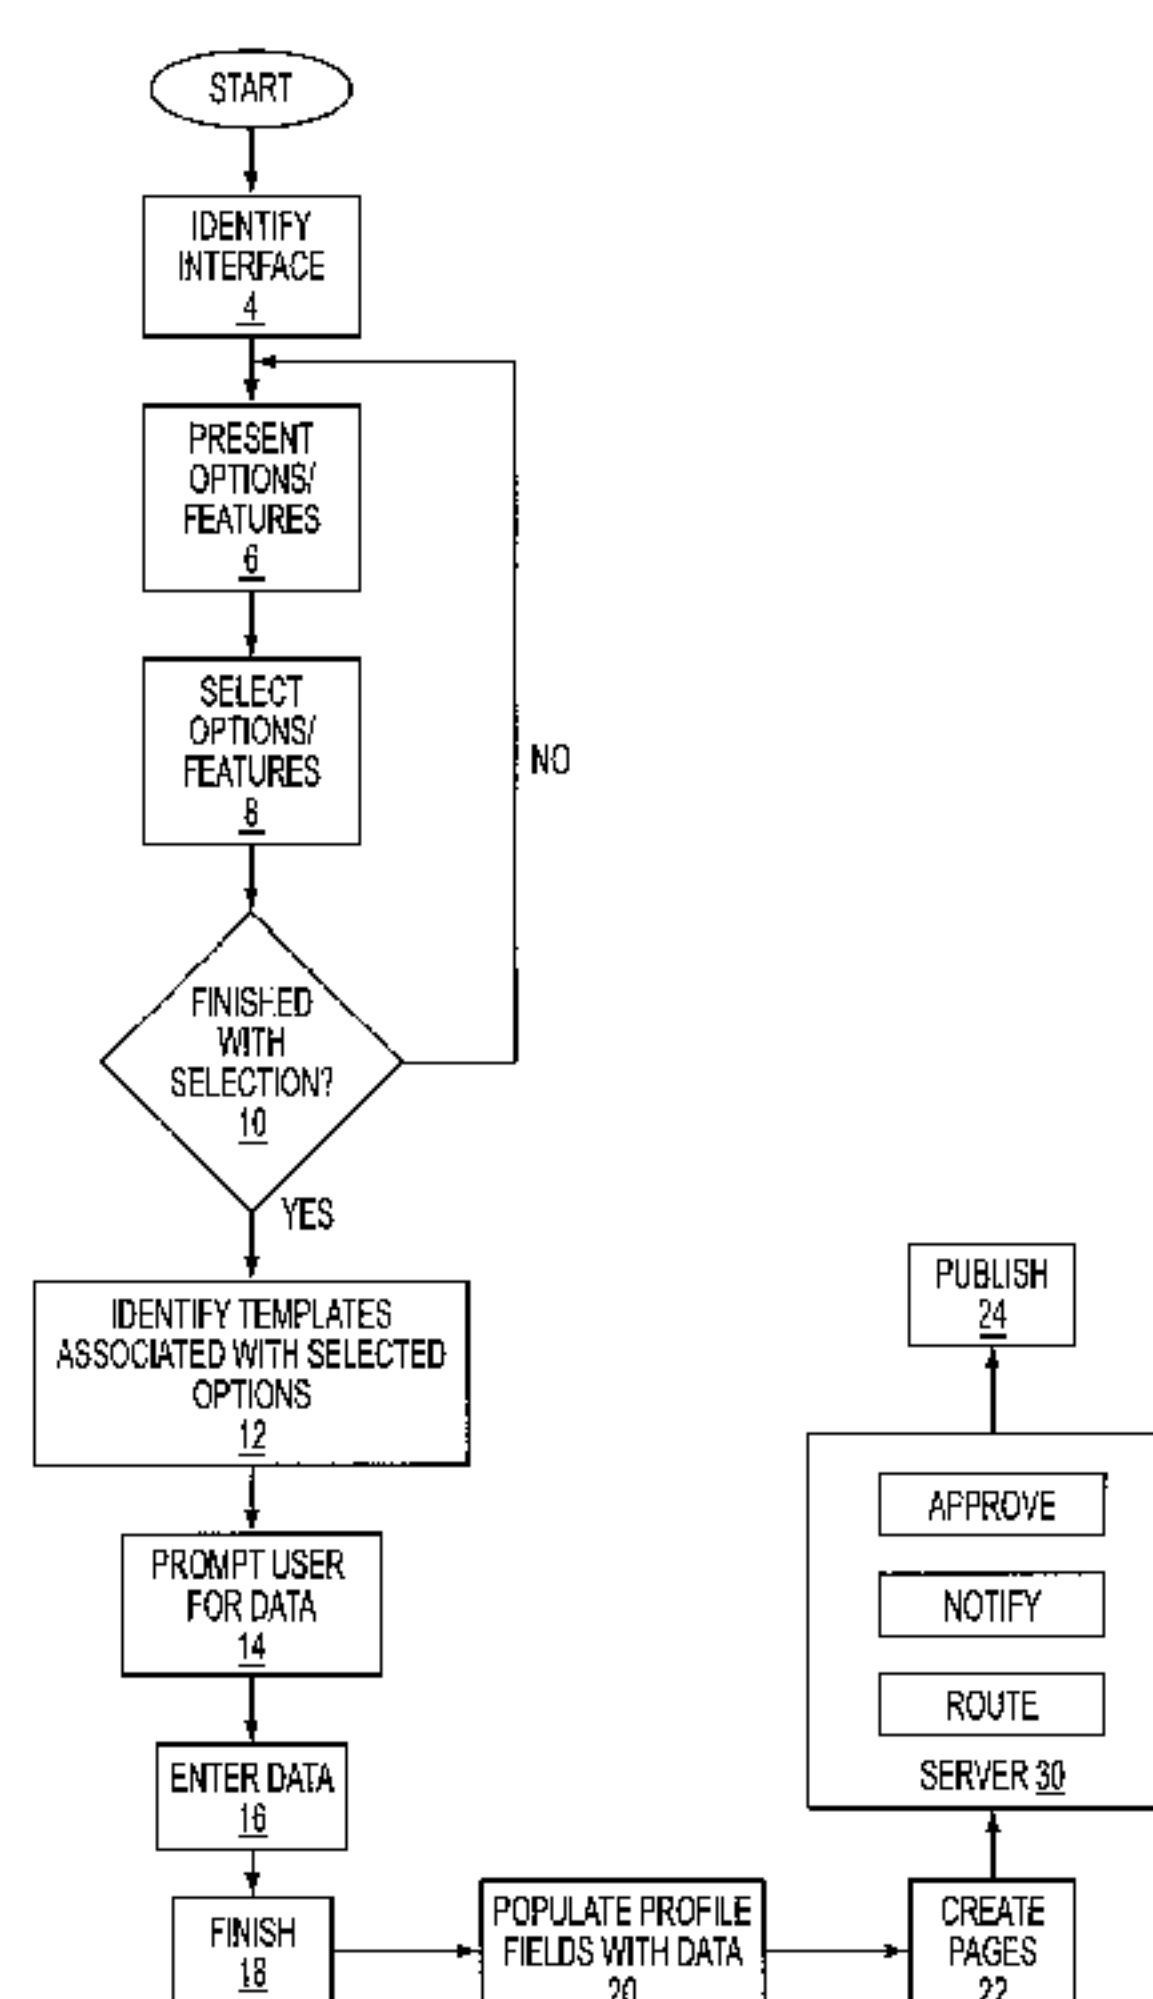 START
IDENTIFY
INTERFACE
4
PRESENT
OPTIONS/
FEATURES
6
SELECT
OPTIONS/
FEATURES
8
NO
FINISHED
WITH
SELECTION?
10
YES
IDENTIFY TEMPLATES
ASSOCIATED WITH SELECTED
OPTIONS
12
PROMPT USER
FOR DATA
14
ENTER DATA
16
FINISH
18
POPULATE PROFILE
FIELDS WITH DATA
20
CREATE
PAGES
22
PUBLISH
24
APPROVE
NOTIFY
ROUTE
SERVER 30